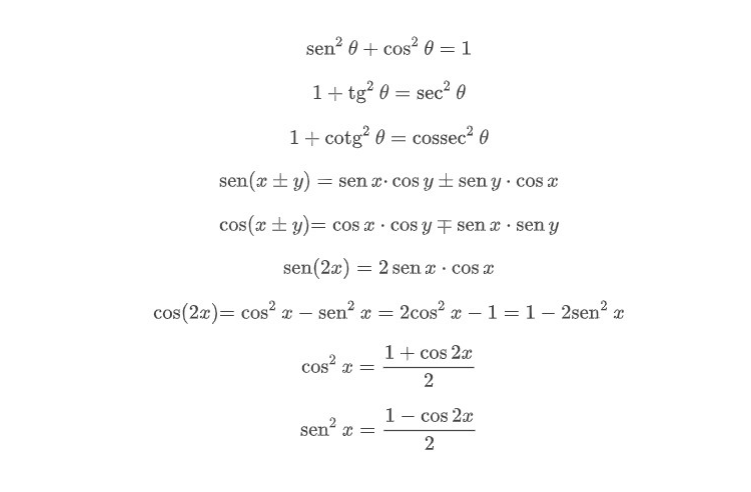 sen² θ + cos² θ = 1
1 + tg² θ = sec² θ
1 + cotg² θ = cossec² θ
sen(x ± y) = sen x· cos y ± sen y · cos x
cos(x ± y)= cos x · cos y ∓ sen x · sen y
sen(2x) = 2 sen x · cos x
cos(2x)= cos² x − sen² x = 2cos² x − 1 = 1 − 2sen² x
cos² x = (1 + cos 2x)/2
sen² x = (1 − cos 2x)/2